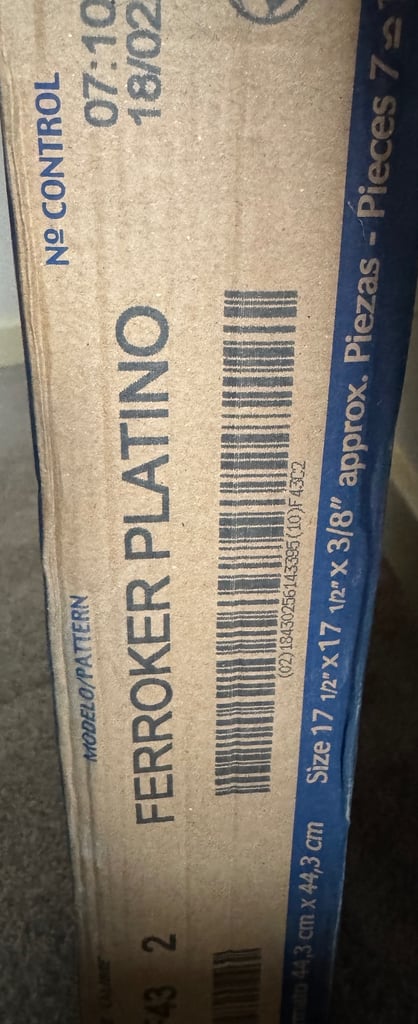 Nº CONTROL
07:10
18/02
MODELO/PATTERN
FERROKER PLATINO
43 2
(02)18430256143395(10)F43C2
44,3 cm x 44,3 cm Size 17 1/2" X 17 1/2" X 3/8" approx. Piezas - Pieces 7